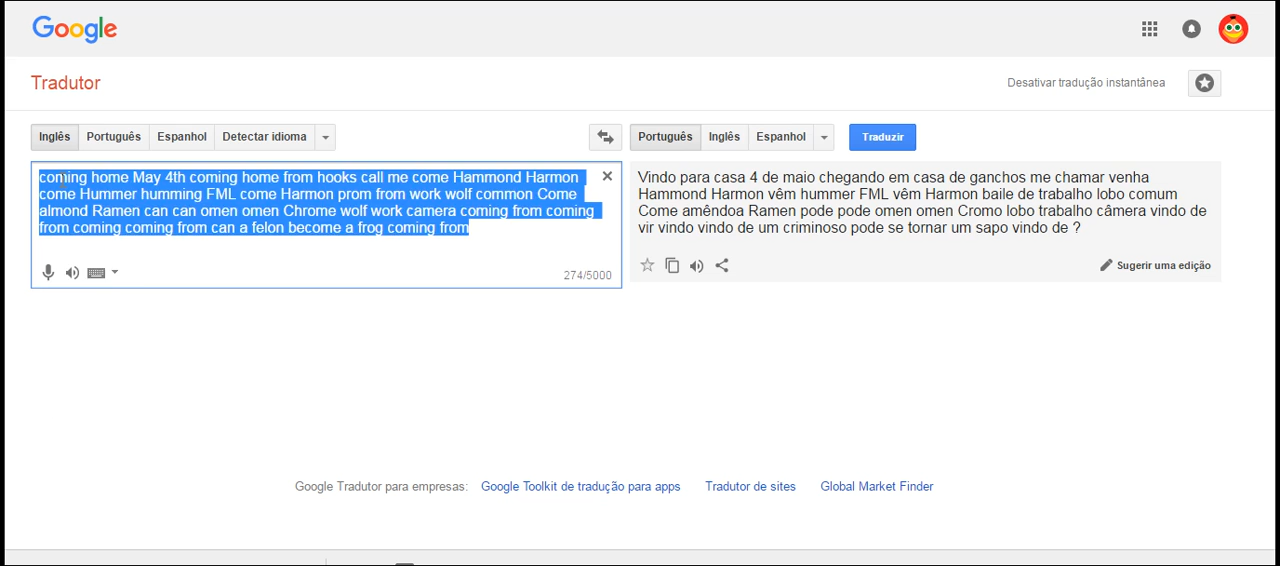 Google
Tradutor
Desativar tradução instantânea
Inglês Português Espanhol Detectar idioma
Português Inglês Espanhol Traduzir
coming home May 4th coming home from hooks call me come Hammond Harmon
come Hummer humming FML come Harmon prom from work wolf common Come
almond Ramen can can omen omen Chrome wolf work camera coming from coming
from coming coming from can a felon become a frog coming from
274/5000
Vindo para casa 4 de maio chegando em casa de ganchos me chamar venha
Hammond Harmon vêm hummer FML vêm Harmon baile de trabalho lobo comum
Come amêndoa Ramen pode pode omen omen Cromo lobo trabalho câmera vindo de
vir vindo vindo de um criminoso pode se tornar um sapo vindo de ?
Sugerir uma edição
Google Tradutor para empresas: Google Toolkit de tradução para apps Tradutor de sites Global Market Finder